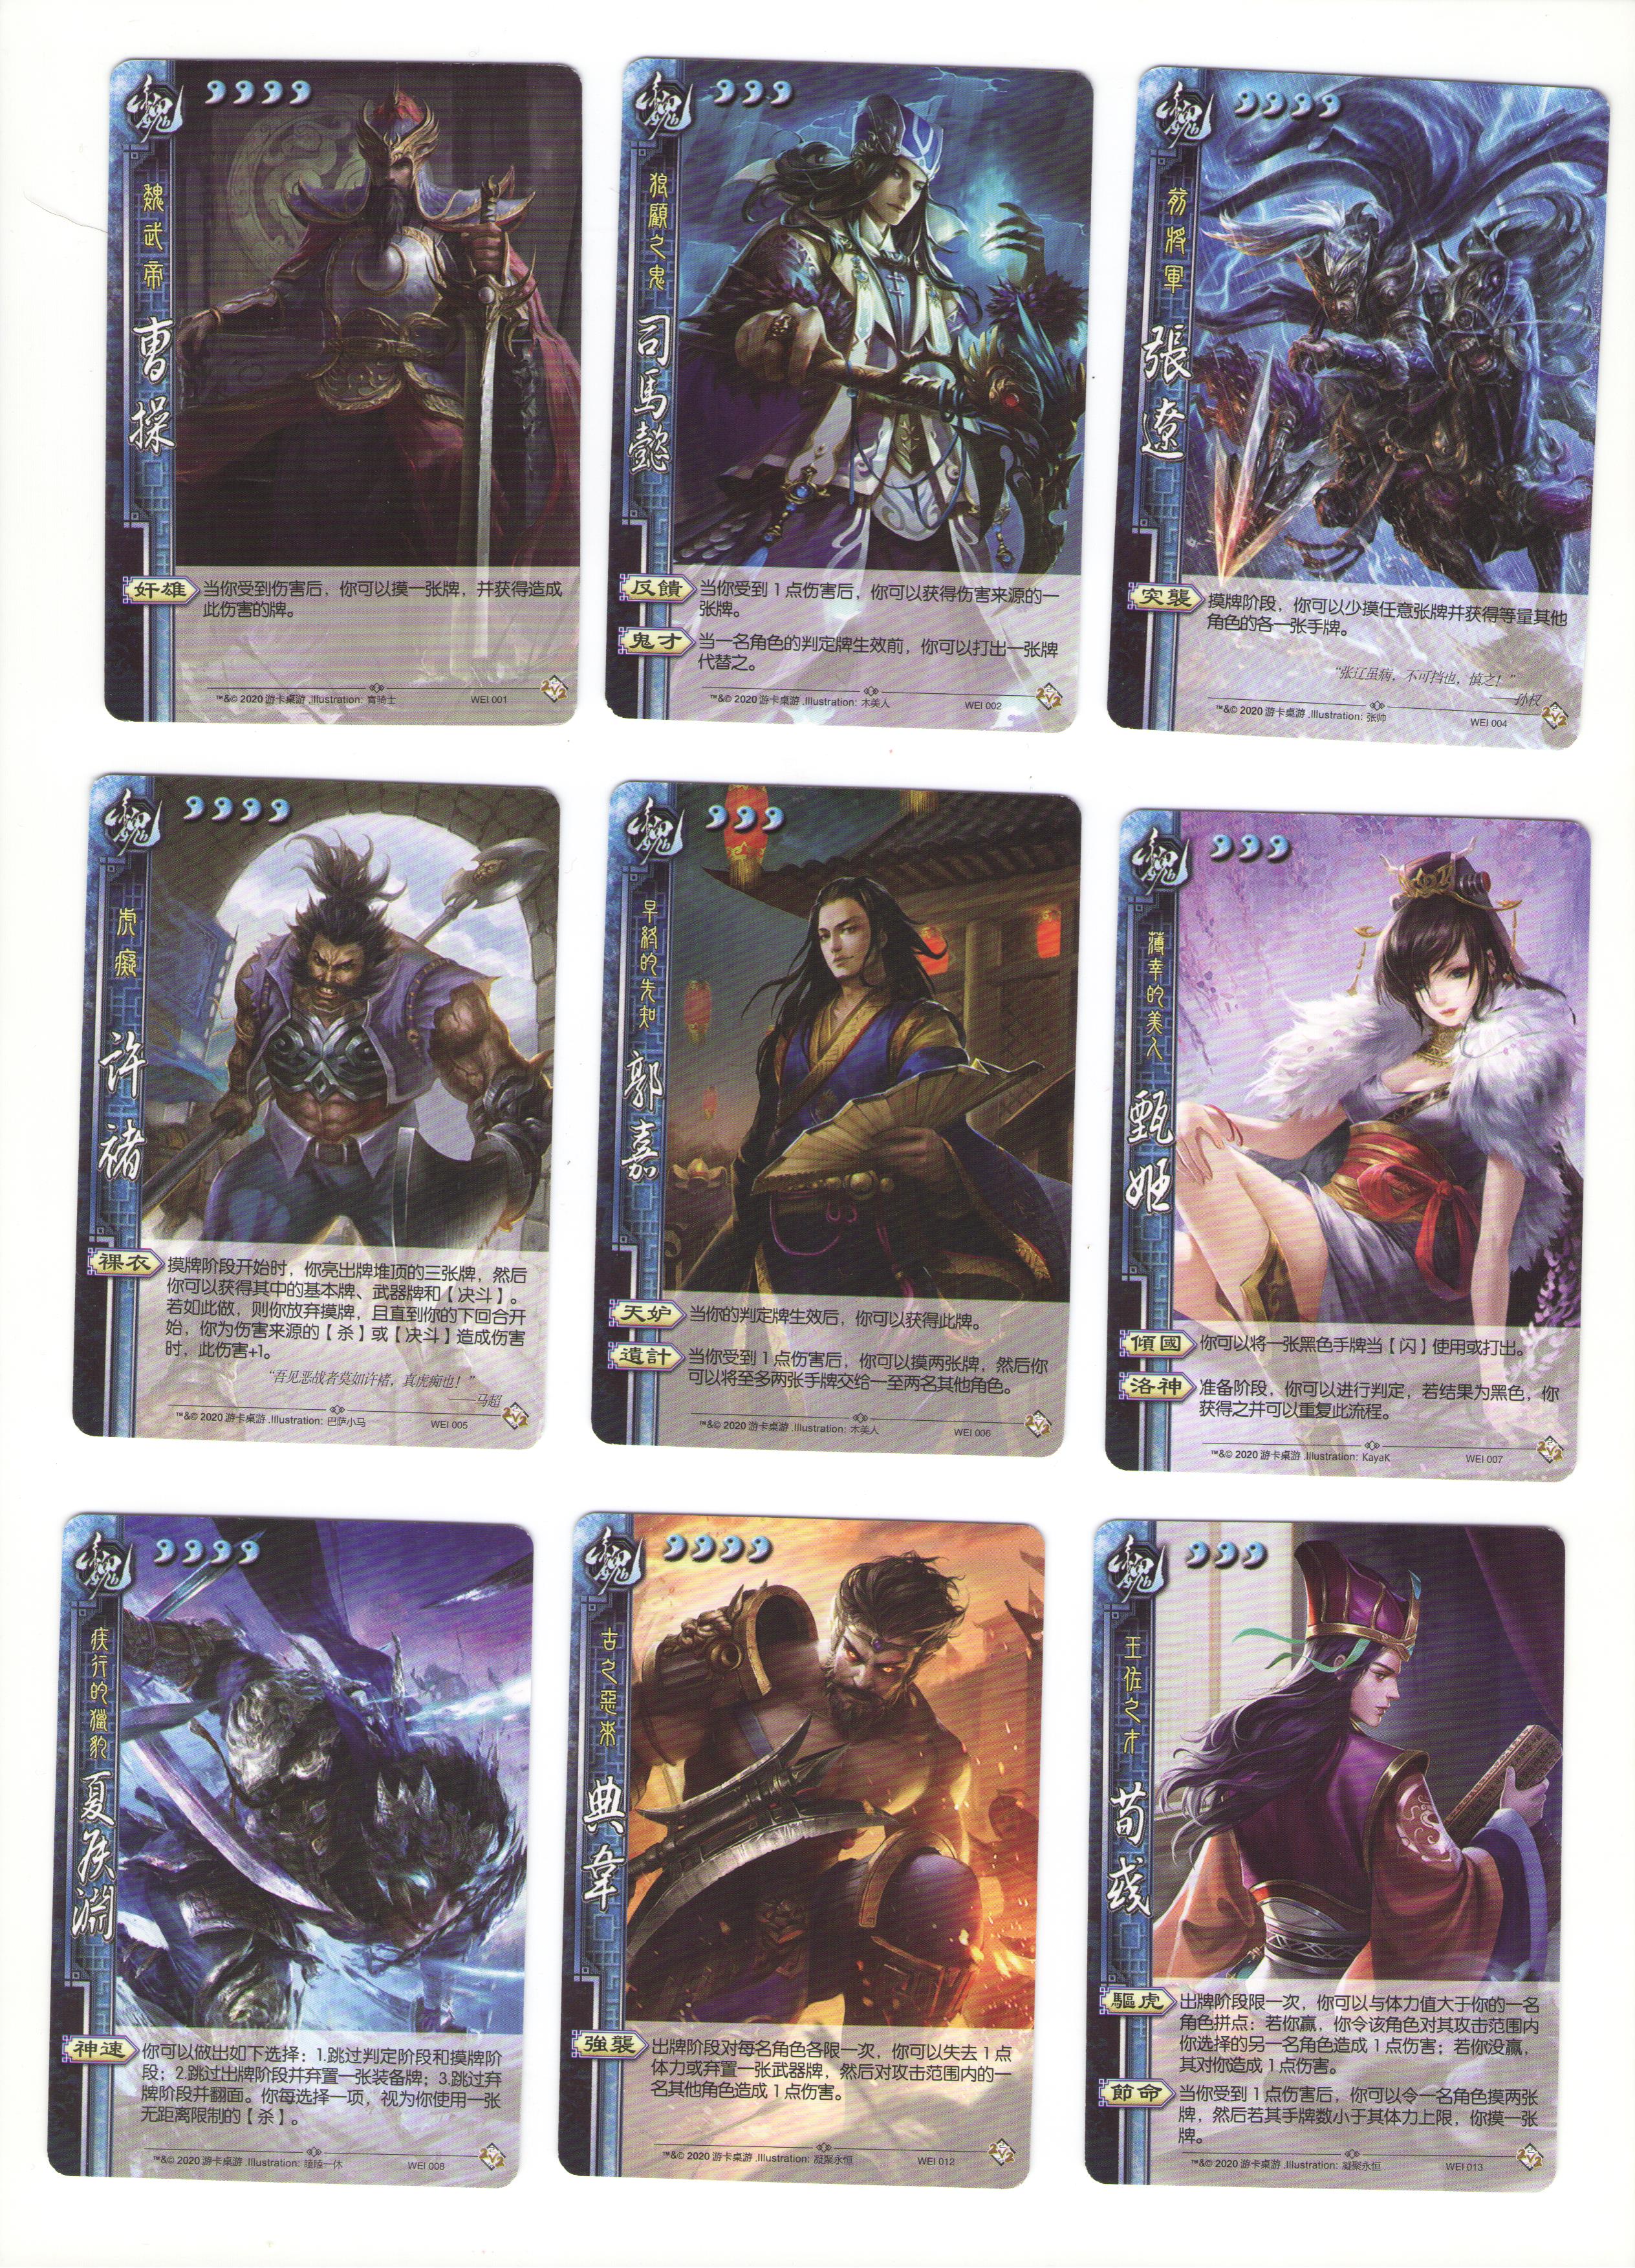 魏
魏武帝
曹操
奸雄
当你受到伤害后，你可以摸一张牌，并获得造成
此伤害的牌。
™&© 2020 游卡桌游 .Illustration: 青骑士
WEI 001
2v2
魏
狼顧之鬼
司馬懿
反饋
当你受到 1 点伤害后，你可以获得伤害来源的一
张牌。
鬼才
当一名角色的判定牌生效前，你可以打出一张牌
代替之。
™&© 2020 游卡桌游 .Illustration: 木美人
WEI 002
2v2
魏
前將軍
張遼
突襲
摸牌阶段，你可以少摸任意张牌并获得等量其他
角色的各一张手牌。
“张辽虽病，不可挡也，慎之！”
——孙权
™&© 2020 游卡桌游 .Illustration: 张帅
WEI 004
2v2
魏
虎癡
许褚
裸衣
摸牌阶段开始时，你亮出牌堆顶的三张牌，然后
你可以获得其中的基本牌、武器牌和【决斗】。
若如此做，则你放弃摸牌，且直到你的下回合开
始，你为伤害来源的【杀】或【决斗】造成伤害
时，此伤害+1。
“吾见恶战者莫如许褚，真虎痴也！”
——马超
™&© 2020 游卡桌游 .Illustration: 巴萨小马
WEI 005
2v2
魏
早終的先知
郭嘉
天妒
当你的判定牌生效后，你可以获得此牌。
遺計
当你受到 1 点伤害后，你可以摸两张牌，然后你
可以将至多两张手牌交给一至两名其他角色。
™&© 2020 游卡桌游 .Illustration: 木美人
WEI 006
2v2
魏
薄幸的美人
甄姬
傾國
你可以将一张黑色手牌当【闪】使用或打出。
洛神
准备阶段，你可以进行判定，若结果为黑色，你
获得之并可以重复此流程。
™&© 2020 游卡桌游 .Illustration: KayaK
WEI 007
2v2
魏
疾行的獵豹
夏侯淵
神速
你可以做出如下选择：1.跳过判定阶段和摸牌阶
段；2.跳过出牌阶段并弃置一张装备牌；3.跳过弃
牌阶段并翻面。你每选择一项，视为你使用一张
无距离限制的【杀】。
™&© 2020 游卡桌游 .Illustration: 睡睡一休
WEI 008
2v2
魏
古之惡來
典韋
強襲
出牌阶段对每名角色各限一次，你可以失去 1 点
体力或弃置一张武器牌，然后对攻击范围内的一
名其他角色造成 1 点伤害。
™&© 2020 游卡桌游 .Illustration: 凝聚永恒
WEI 012
2v2
魏
王佐之才
荀彧
驅虎
出牌阶段限一次，你可以与体力值大于你的一名
角色拼点：若你赢，你令该角色对其攻击范围内
你选择的另一名角色造成 1 点伤害；若你没赢，
其对你造成 1 点伤害。
節命
当你受到 1 点伤害后，你可以令一名角色摸两张
牌，然后若其手牌数小于其体力上限，你摸一张
牌。
™&© 2020 游卡桌游 .Illustration: 凝聚永恒
WEI 013
2v2